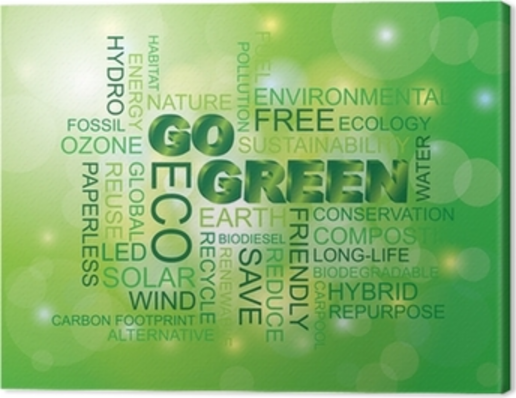 HYDRO
ENERGY
HABITAT
NATURE
POLLUTION
FUEL
ENVIRONMENTAL
FREE
ECOLOGY
FOSSIL
OZONE
GO
SUSTAINABILITY
WATER
PAPERLESS
REUSE
GLOBAL
ECO
GREEN
EARTH
CONSERVATION
BIODIESEL
FRIENDLY
COMPOSTI
LED
RECYCLE
RENEWABLE
SAVE
REDUCE
LONG-LIFE
SOLAR
BIODEGRADABLE
CARPOOL
WIND
HYBRID
REPURPOSE
CARBON FOOTPRINT
ALTERNATIVE